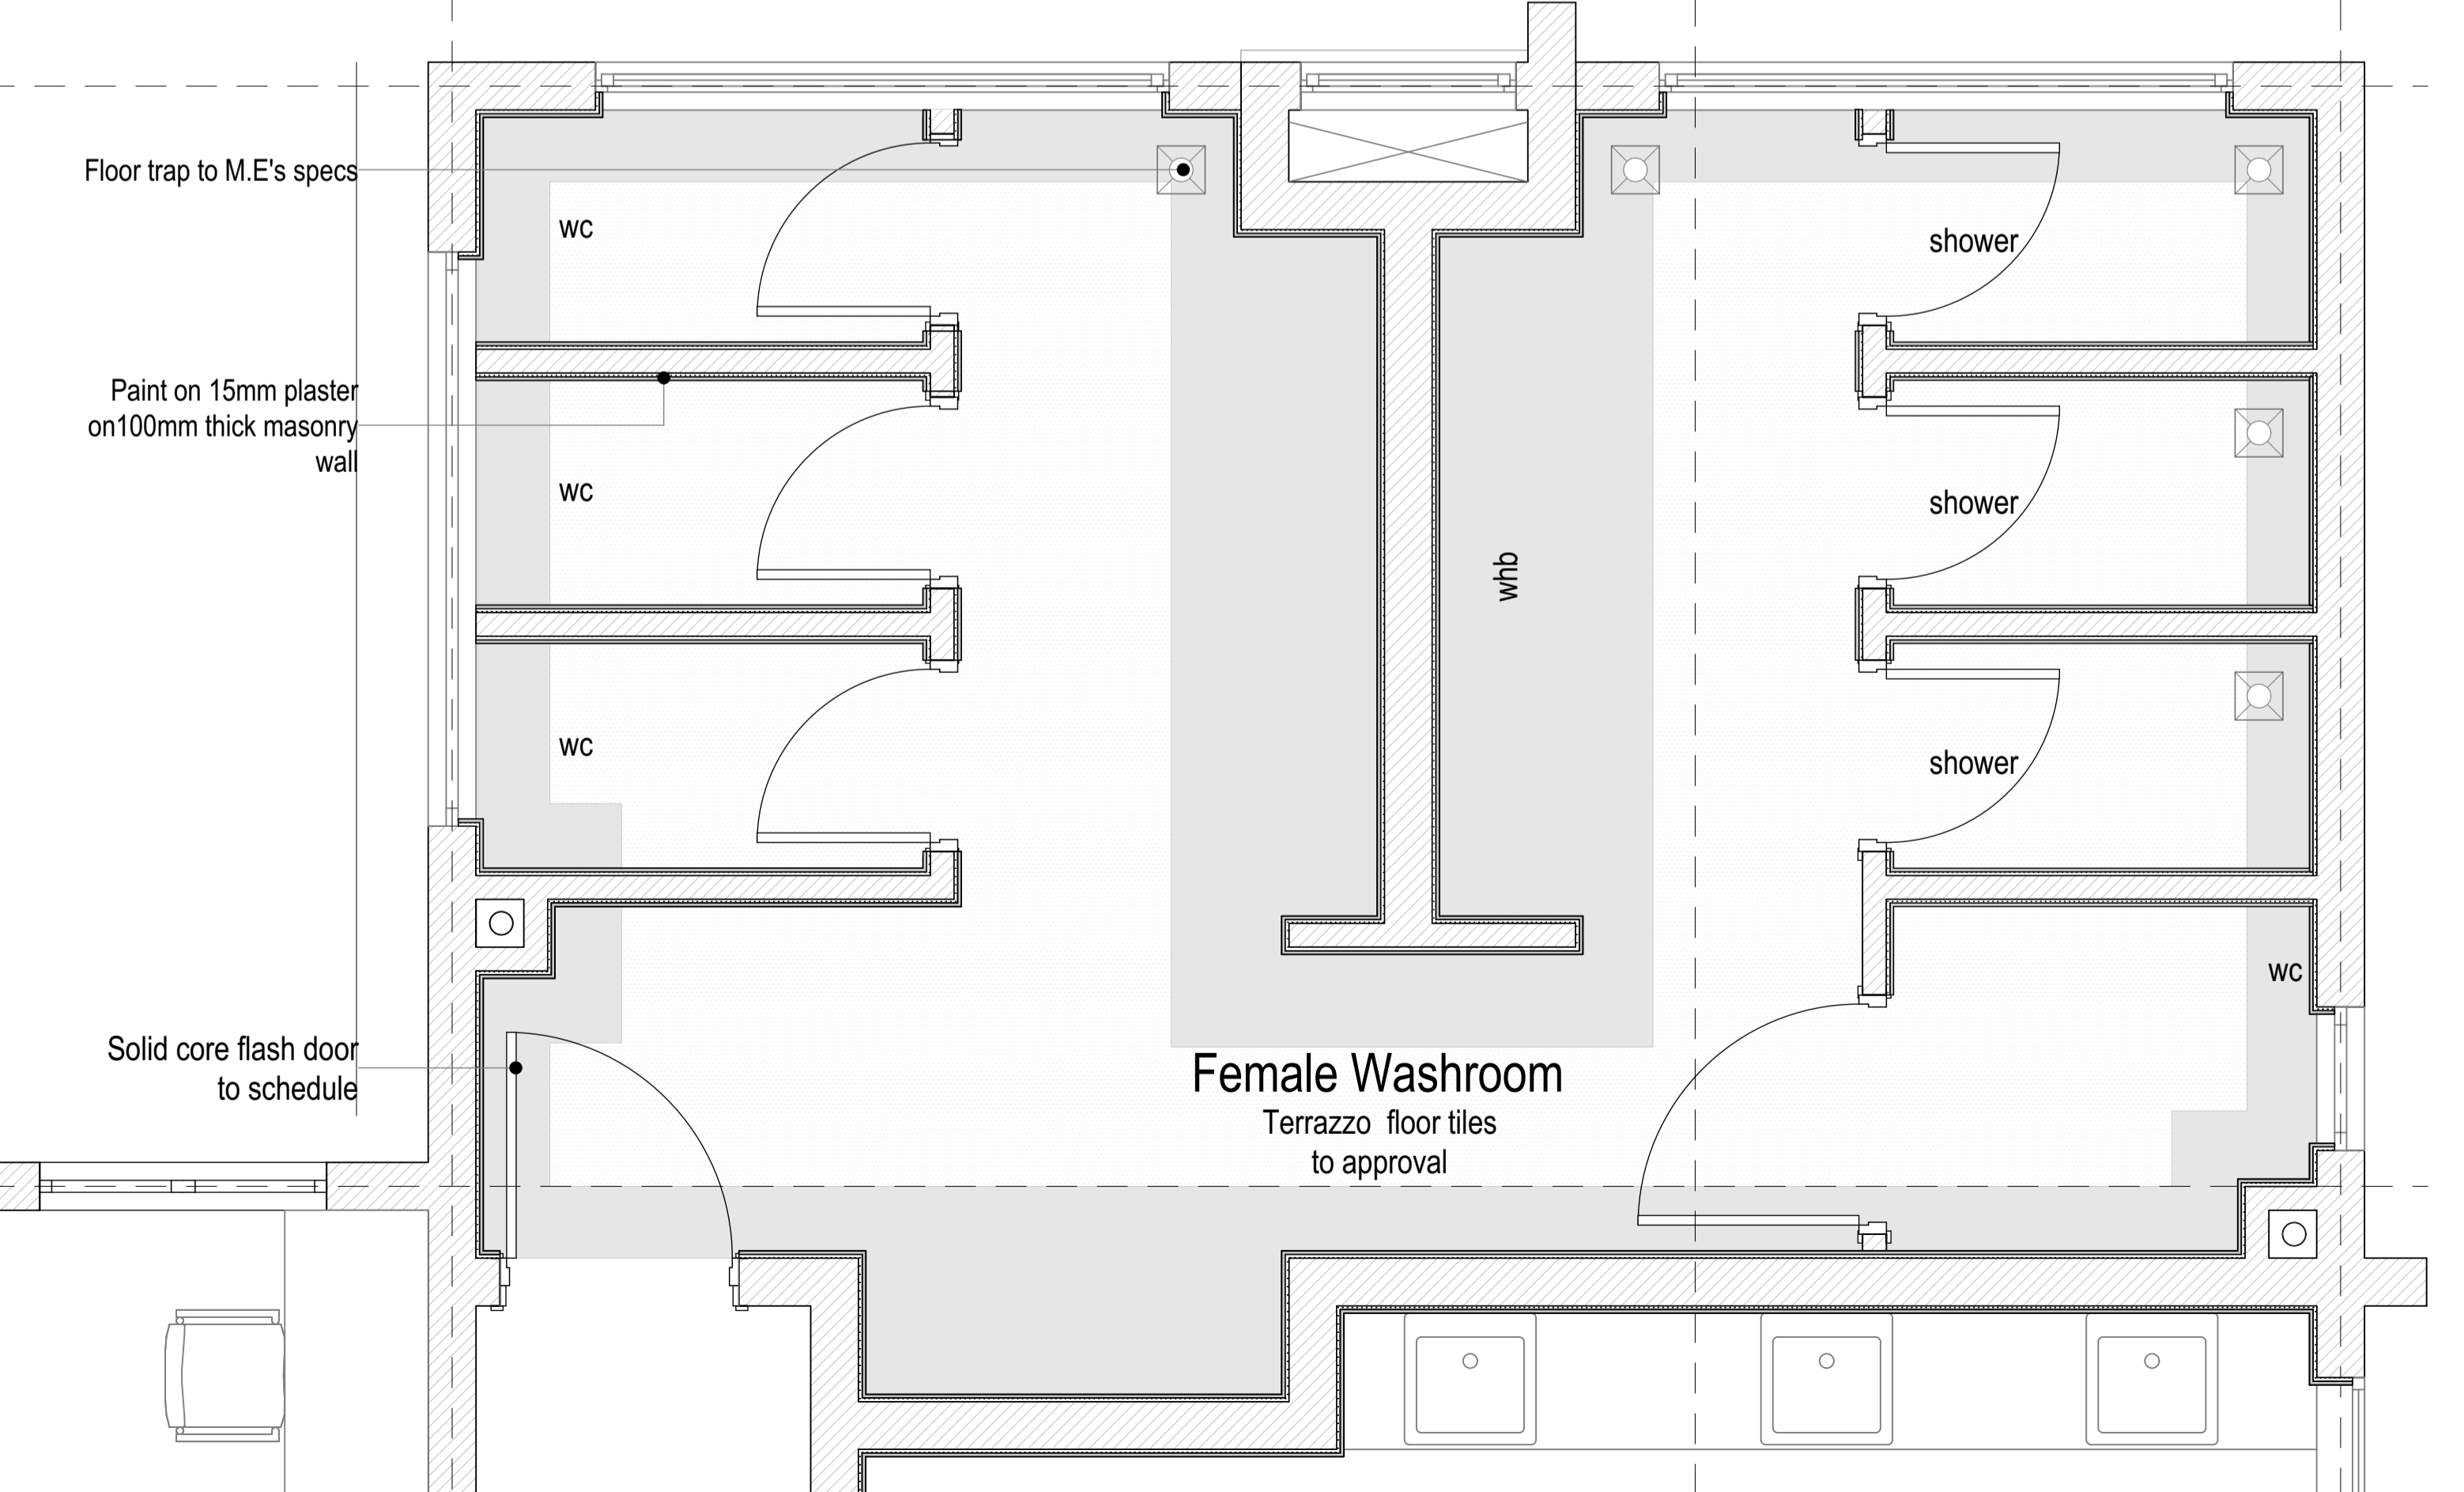 Floor trap to M.E's specs
wc
shower
Paint on 15mm plaster
on100mm thick masonry
wall
wc
shower
whb
wc
shower
wc
Solid core flash door
to schedule
Female Washroom
Terrazzo floor tiles
to approval